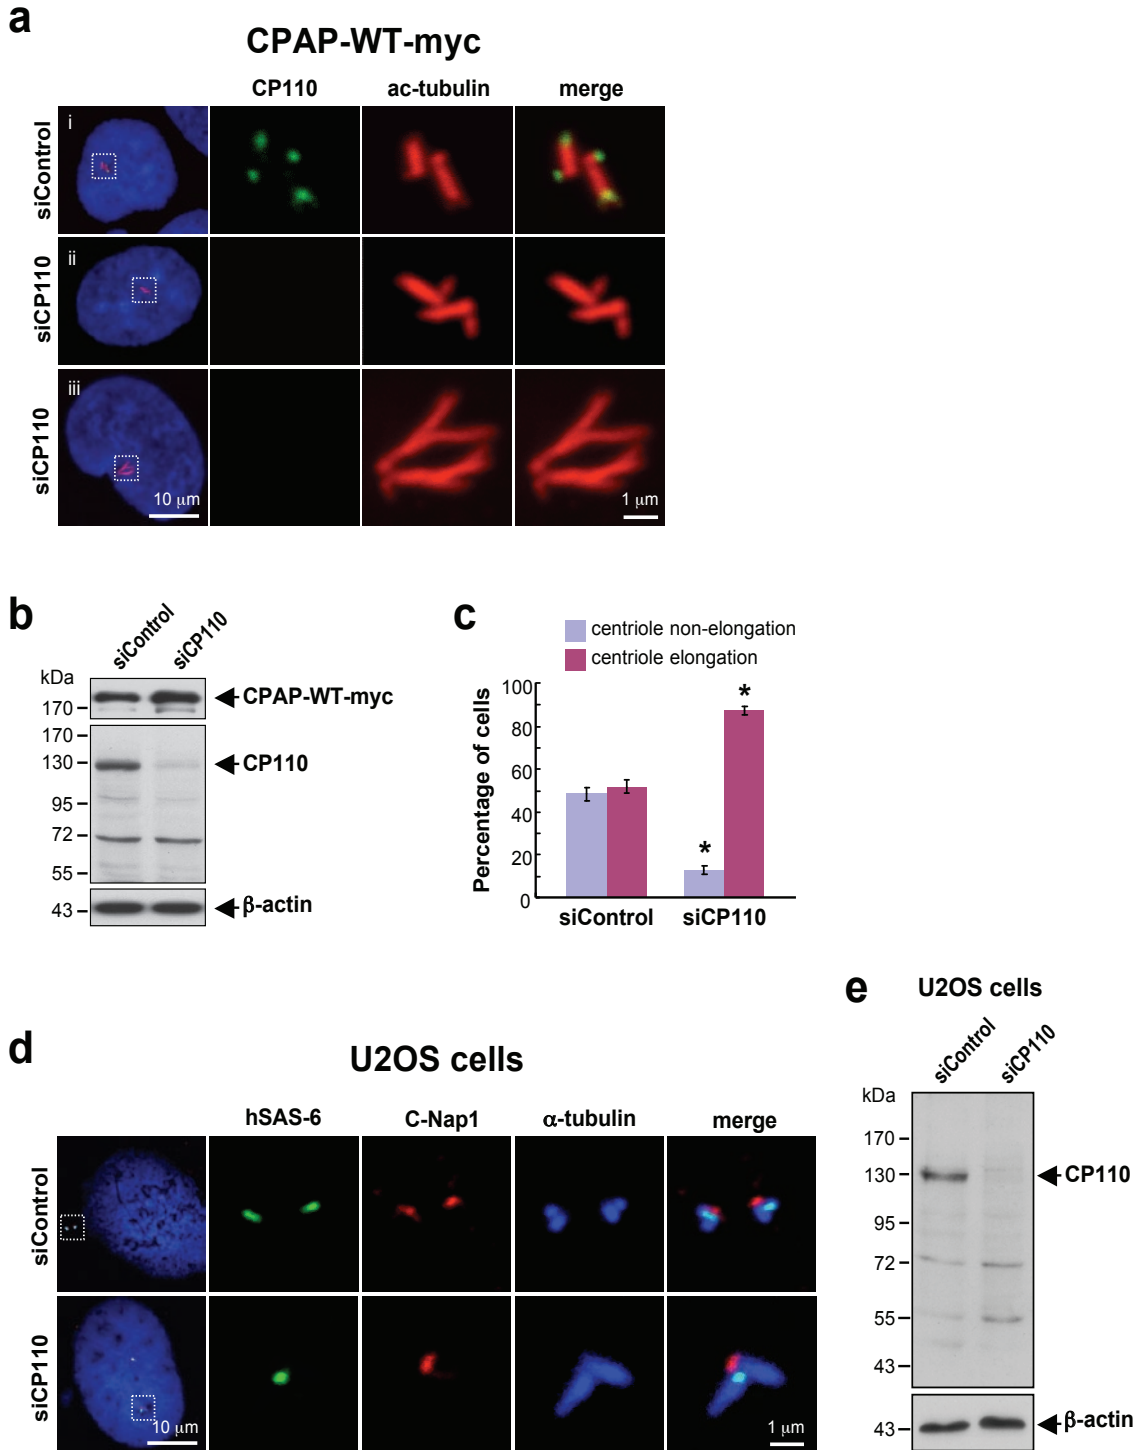 a
CPAP-WT-myc
CP110 ac-tubulin merge
siControl
i
siCP110
ii
siCP110
iii
10 μm
1 μm
b
siControl siCP110
kDa
170
CPAP-WT-myc
170
130
CP110
95
72
55
43
β-actin
c
centriole non-elongation
centriole elongation
Percentage of cells
100
80
60
40
20
0
*
*
siControl siCP110
d
U2OS cells
hSAS-6 C-Nap1 α-tubulin merge
siControl
siCP110
10 μm
1 μm
e
U2OS cells
siControl siCP110
kDa
170
130
CP110
95
72
55
43
43
β-actin